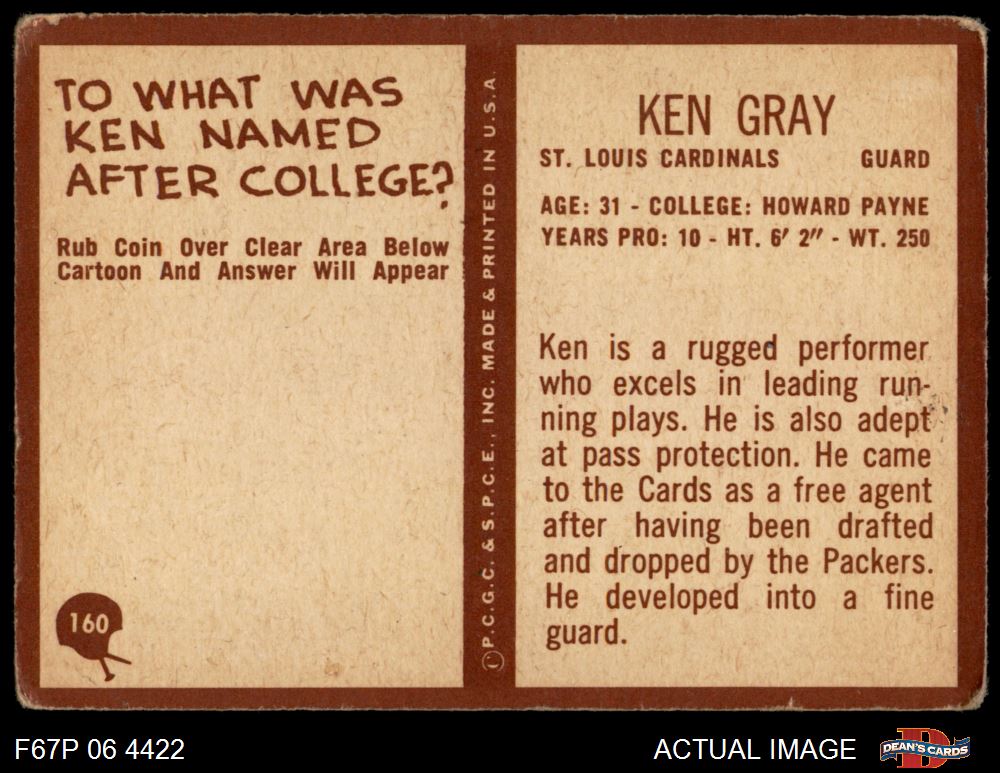 TO WHAT WAS
KEN NAMED
AFTER COLLEGE?
Rub Coin Over Clear Area Below
Cartoon And Answer Will Appear
160
©P.C.G.C. & S.P.C.E., INC. MADE & PRINTED IN U.S.A.
KEN GRAY
ST. LOUIS CARDINALS GUARD
AGE: 31 - COLLEGE: HOWARD PAYNE
YEARS PRO: 10 - HT. 6' 2" - WT. 250
Ken is a rugged performer
who excels in leading run-
ning plays. He is also adept
at pass protection. He came
to the Cards as a free agent
after having been drafted
and dropped by the Packers.
He developed into a fine
guard.
F67P 06 4422
ACTUAL IMAGE
DEAN'S CARDS